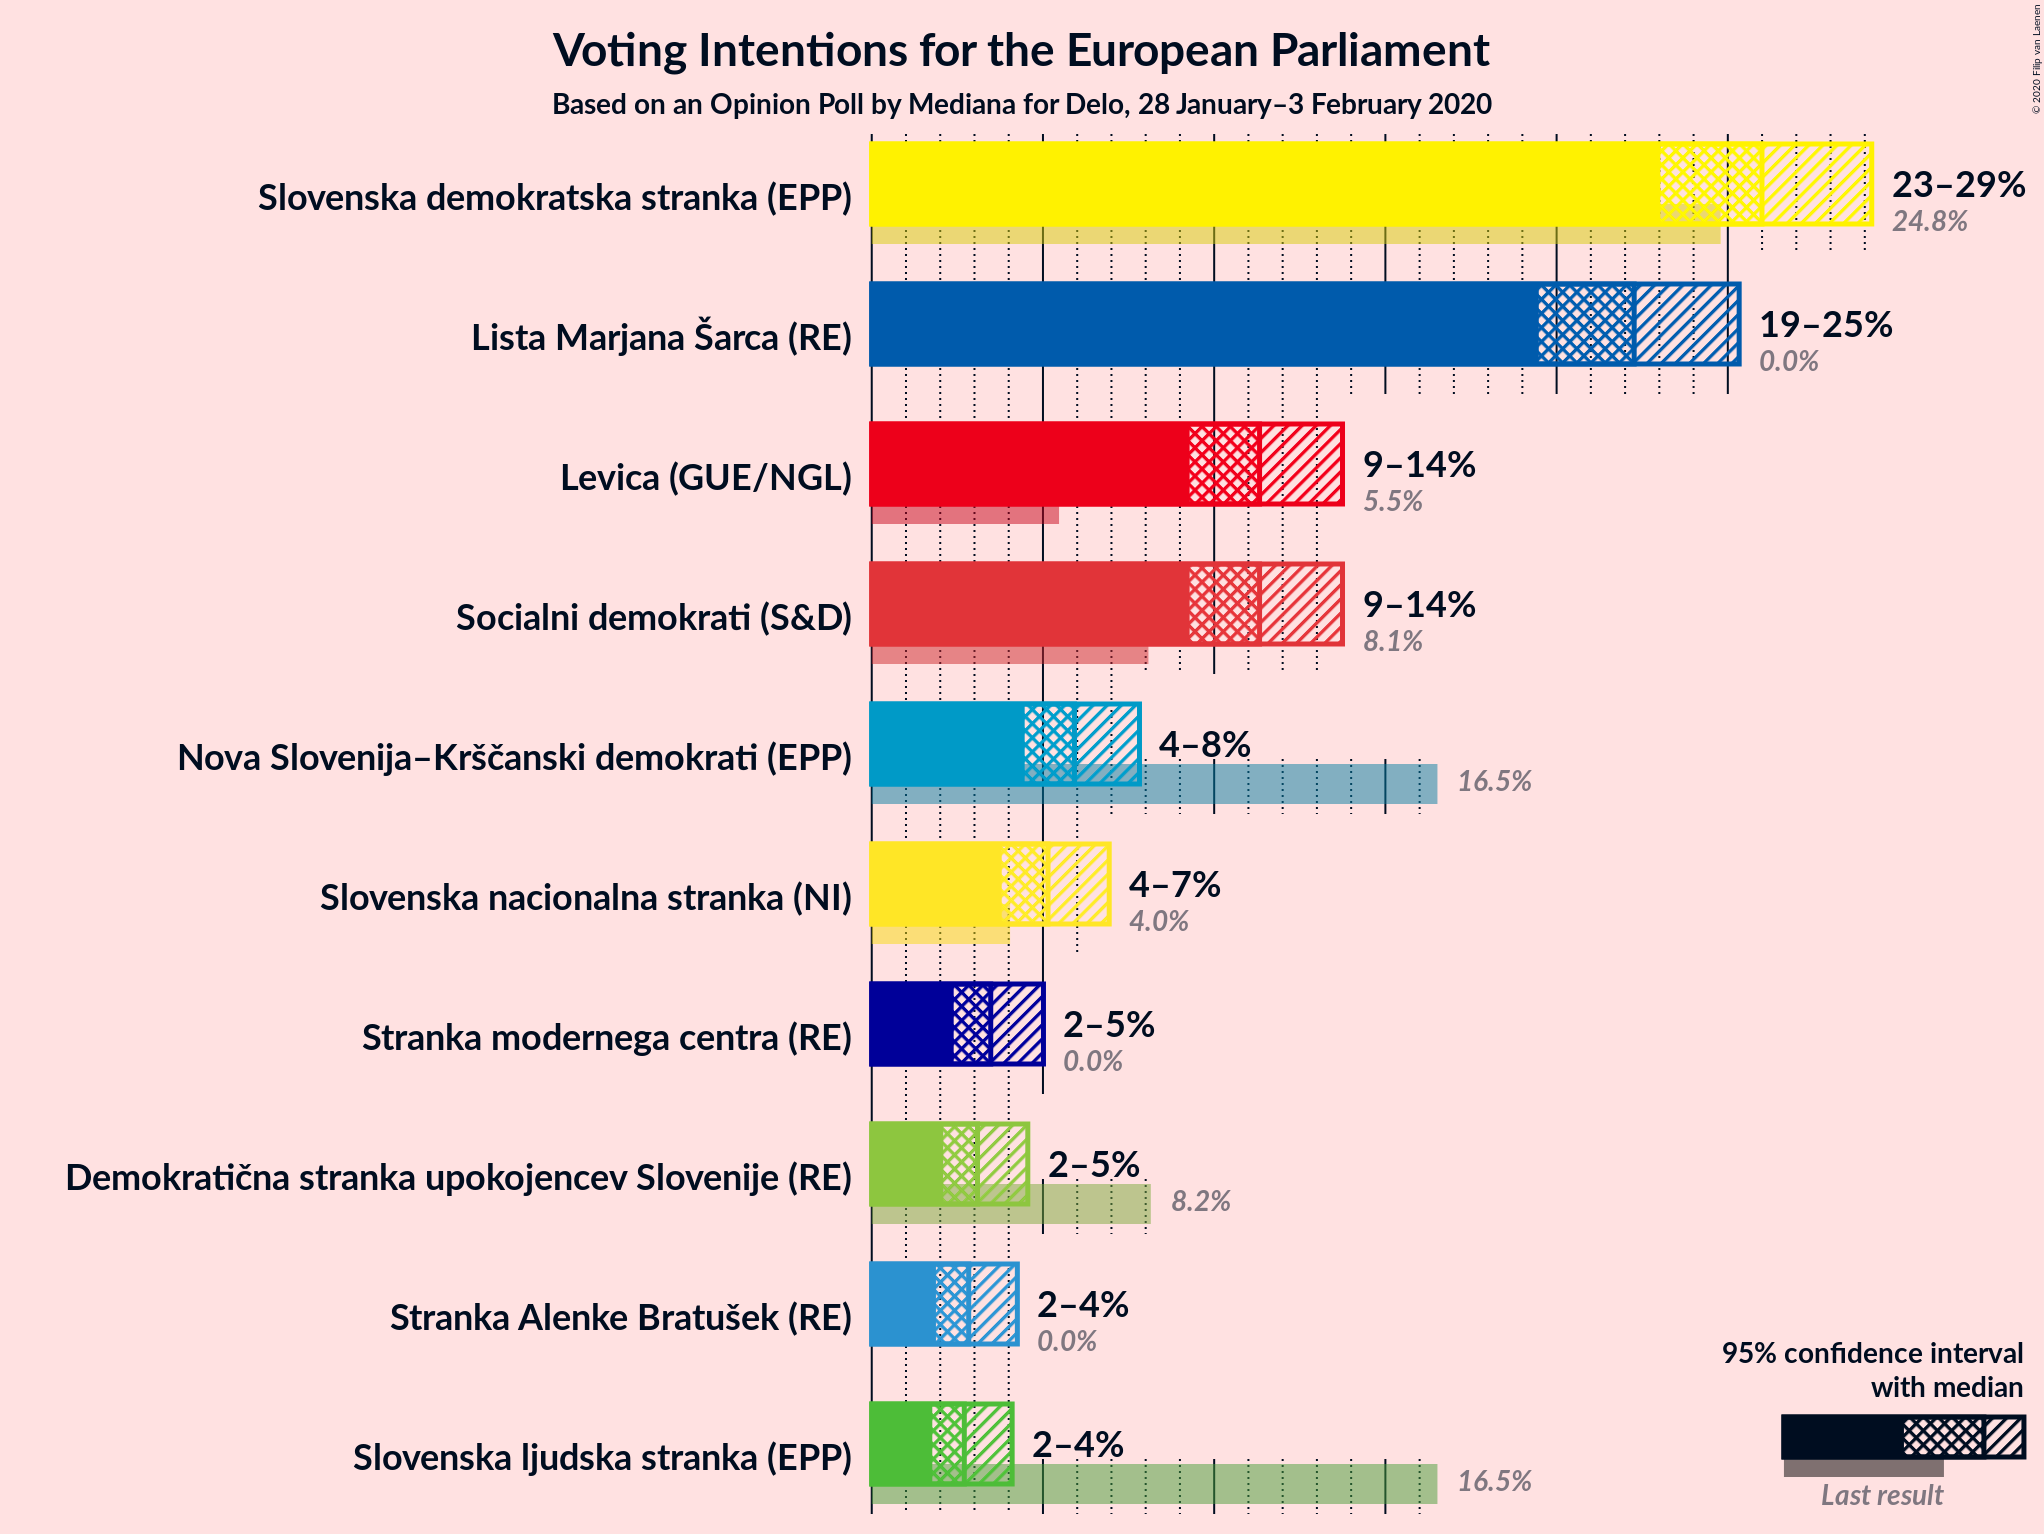 Voting Intentions for the European Parliament
Based on an Opinion Poll by Mediana for Delo, 28 January–3 February 2020
© 2020 Filip van Laenen
Slovenska demokratska stranka (EPP)
23–29%
24.8%
Lista Marjana Šarca (RE)
19–25%
0.0%
Levica (GUE/NGL)
9–14%
5.5%
Socialni demokrati (S&D)
9–14%
8.1%
Nova Slovenija–Krščanski demokrati (EPP)
4–8%
16.5%
Slovenska nacionalna stranka (NI)
4–7%
4.0%
Stranka modernega centra (RE)
2–5%
0.0%
Demokratična stranka upokojencev Slovenije (RE)
2–5%
8.2%
Stranka Alenke Bratušek (RE)
2–4%
0.0%
Slovenska ljudska stranka (EPP)
2–4%
16.5%
95% confidence interval
with median
Last result